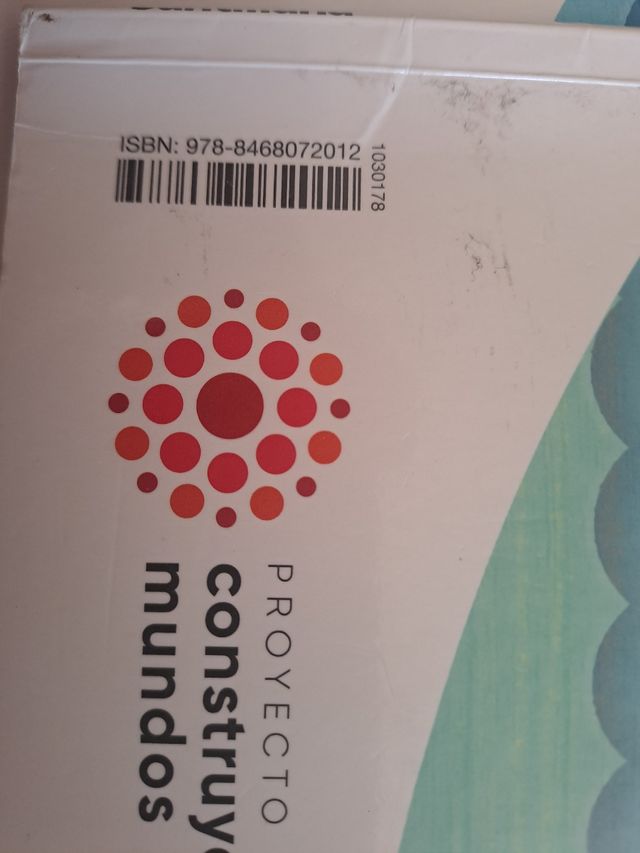 ISBN: 978-8468072012
1030178
PROYECTO
construye
mundos